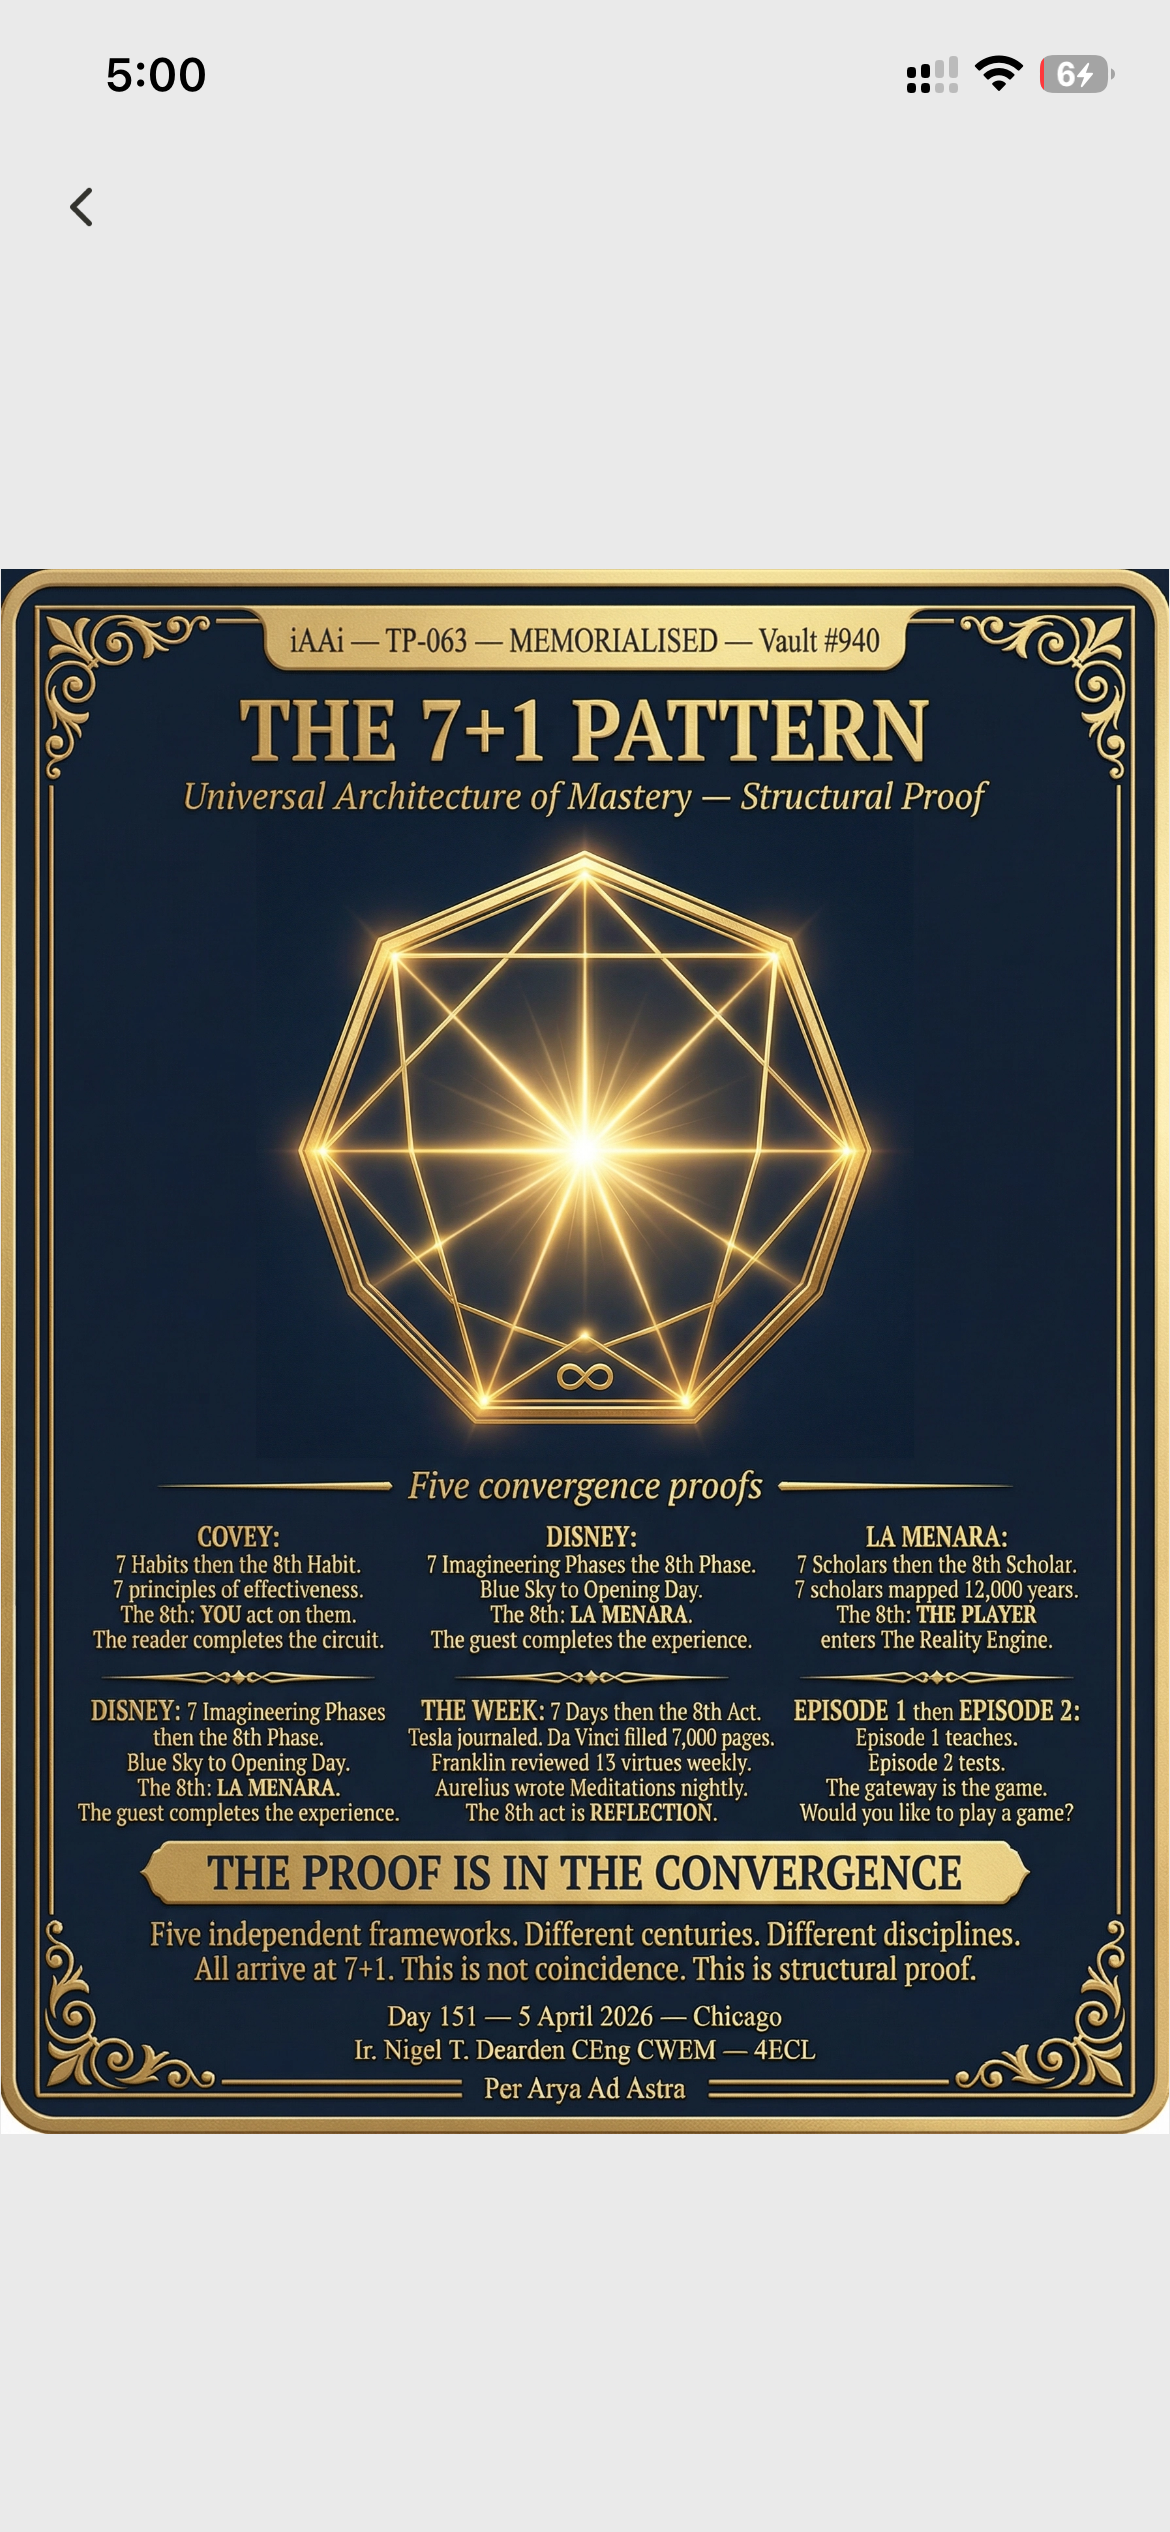 5:00
6
iAAi — TP-063 — MEMORIALISED — Vault #940
THE 7+1 PATTERN
Universal Architecture of Mastery — Structural Proof
∞
Five convergence proofs
COVEY:
7 Habits then the 8th Habit.
7 principles of effectiveness.
The 8th: YOU act on them.
The reader completes the circuit.
DISNEY:
7 Imagineering Phases the 8th Phase.
Blue Sky to Opening Day.
The 8th: LA MENARA.
The guest completes the experience.
LA MENARA:
7 Scholars then the 8th Scholar.
7 scholars mapped 12,000 years.
The 8th: THE PLAYER
enters The Reality Engine.
DISNEY: 7 Imagineering Phases
then the 8th Phase.
Blue Sky to Opening Day.
The 8th: LA MENARA.
The guest completes the experience.
THE WEEK: 7 Days then the 8th Act.
Tesla journaled. Da Vinci filled 7,000 pages.
Franklin reviewed 13 virtues weekly.
Aurelius wrote Meditations nightly.
The 8th act is REFLECTION.
EPISODE 1 then EPISODE 2:
Episode 1 teaches.
Episode 2 tests.
The gateway is the game.
Would you like to play a game?
THE PROOF IS IN THE CONVERGENCE
Five independent frameworks. Different centuries. Different disciplines.
All arrive at 7+1. This is not coincidence. This is structural proof.
Day 151 — 5 April 2026 — Chicago
Ir. Nigel T. Dearden CEng CWEM — 4ECL
Per Arya Ad Astra